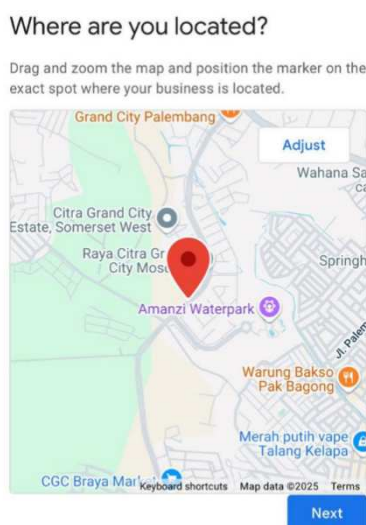 Where are you located?
Drag and zoom the map and position the marker on the
exact spot where your business is located.
Grand City Palembang
Adjust
Wahana Sa
ca
Citra Grand City
Estate, Somerset West
Raya Citra Gr
City Mosq
Springh
Amanzi Waterpark
Jl. Palem
Warung Bakso
Pak Bagong
Merah putih vape
Talang Kelapa
CGC Braya Mar
Keyboard shortcuts Map data ©2025 Terms
Next